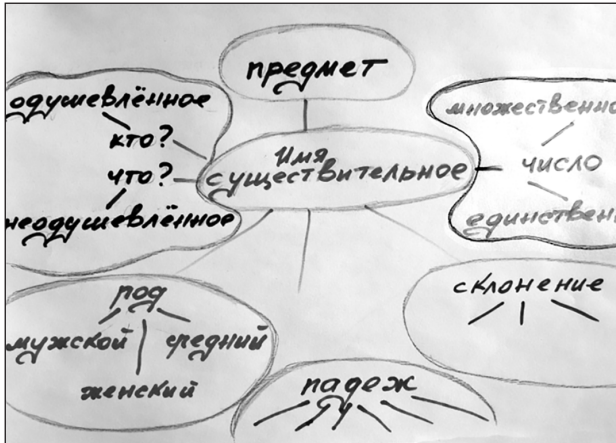 предмет
одушевлённое
кто?
что?
неодушевлённое
Имя
существительное
множественно
число
единствен
род
мужской средний
женский
склонение
падеж